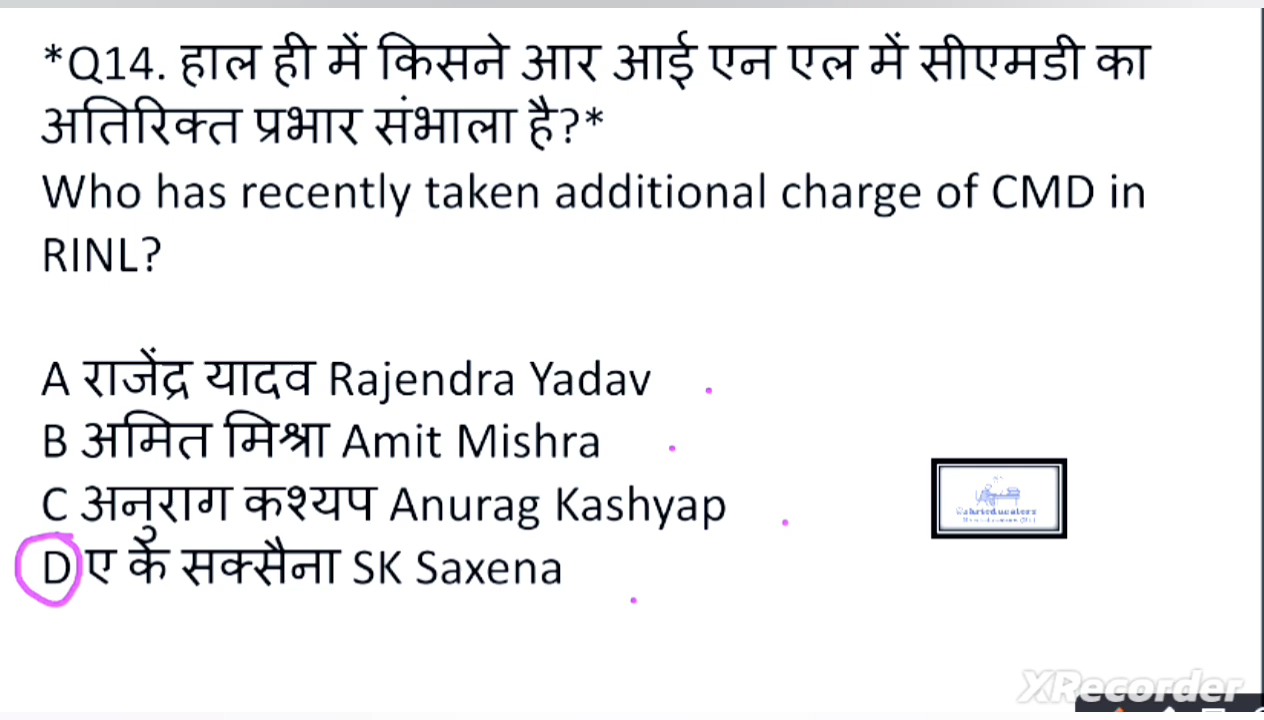 *Q14. हाल ही में किसने आर आई एन एल में सीएमडी का
अतिरिक्त प्रभार संभाला है?*
Who has recently taken additional charge of CMD in
RINL?
A राजेंद्र यादव Rajendra Yadav
B अमित मिश्रा Amit Mishra
C अनुराग कश्यप Anurag Kashyap
D ए के सक्सैना SK Saxena
XRecorder